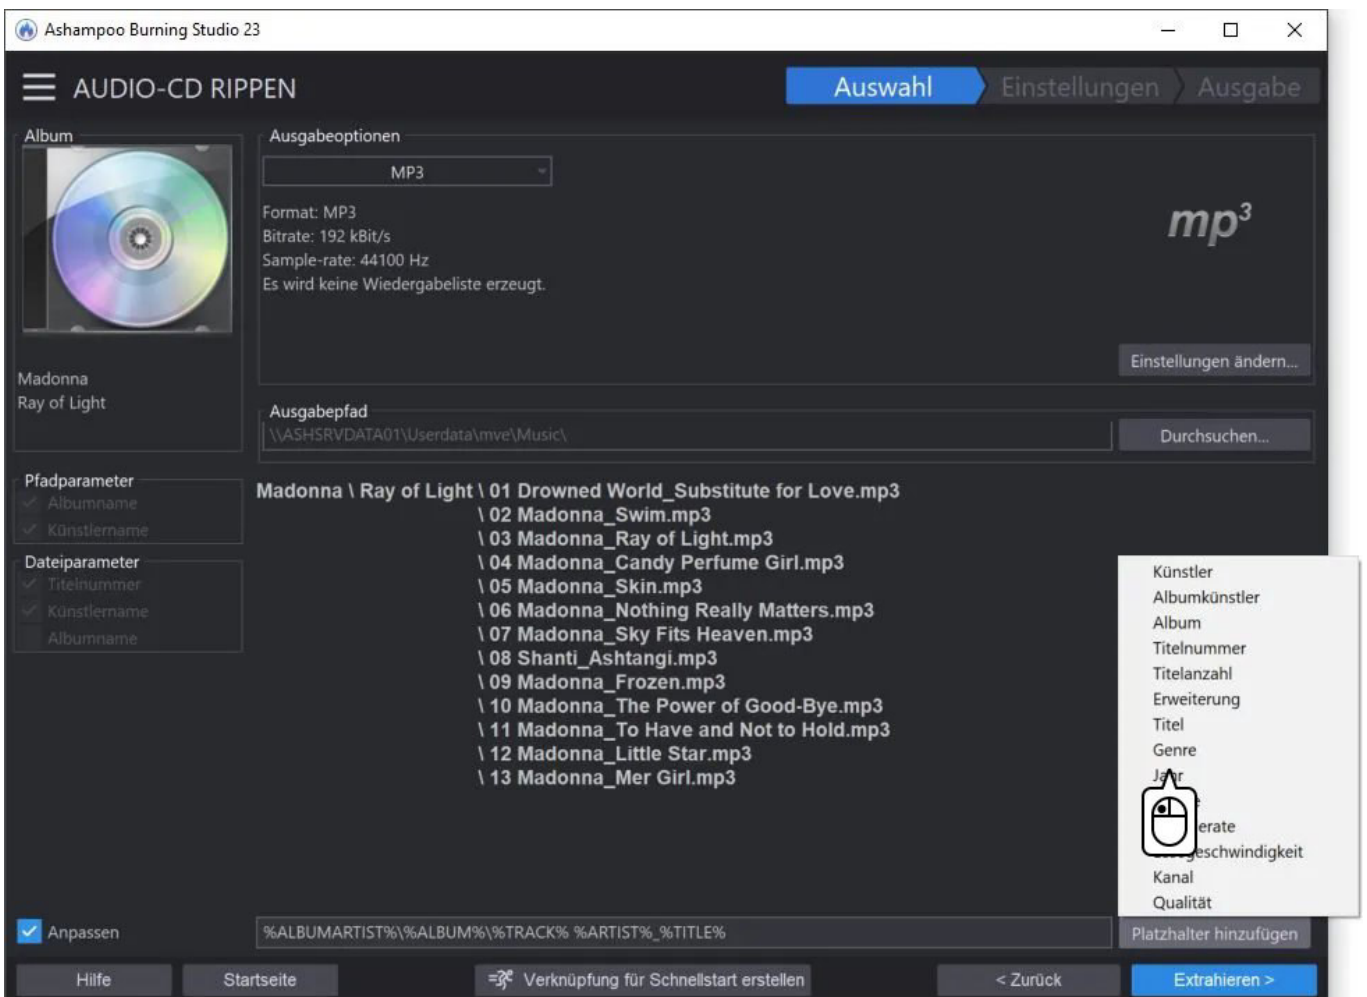 Ashampoo Burning Studio 23
AUDIO-CD RIPPEN
Auswahl
Einstellungen
Ausgabe
Album
Madonna
Ray of Light
Ausgabeoptionen
MP3
Format: MP3
Bitrate: 192 kBit/s
Sample-rate: 44100 Hz
Es wird keine Wiedergabeliste erzeugt.
mp3
Einstellungen ändern...
Ausgabepfad
\\ASHSRVDATA01\Userdata\mve\Music\
Durchsuchen...
Pfadparameter
Albumname
Künstlername
Dateiparameter
Titelnummer
Künstlername
Albumname
Madonna \ Ray of Light \ 01 Drowned World_Substitute for Love.mp3
\ 02 Madonna_Swim.mp3
\ 03 Madonna_Ray of Light.mp3
\ 04 Madonna_Candy Perfume Girl.mp3
\ 05 Madonna_Skin.mp3
\ 06 Madonna_Nothing Really Matters.mp3
\ 07 Madonna_Sky Fits Heaven.mp3
\ 08 Shanti_Ashtangi.mp3
\ 09 Madonna_Frozen.mp3
\ 10 Madonna_The Power of Good-Bye.mp3
\ 11 Madonna_To Have and Not to Hold.mp3
\ 12 Madonna_Little Star.mp3
\ 13 Madonna_Mer Girl.mp3
Künstler
Albumkünstler
Album
Titelnummer
Titelanzahl
Erweiterung
Titel
Genre
Jahr
Kanal
Qualität
Anpassen
%ALBUMARTIST%\%ALBUM%\%TRACK% %ARTIST%_%TITLE%
Platzhalter hinzufügen
Hilfe
Startseite
Verknüpfung für Schnellstart erstellen
< Zurück
Extrahieren >